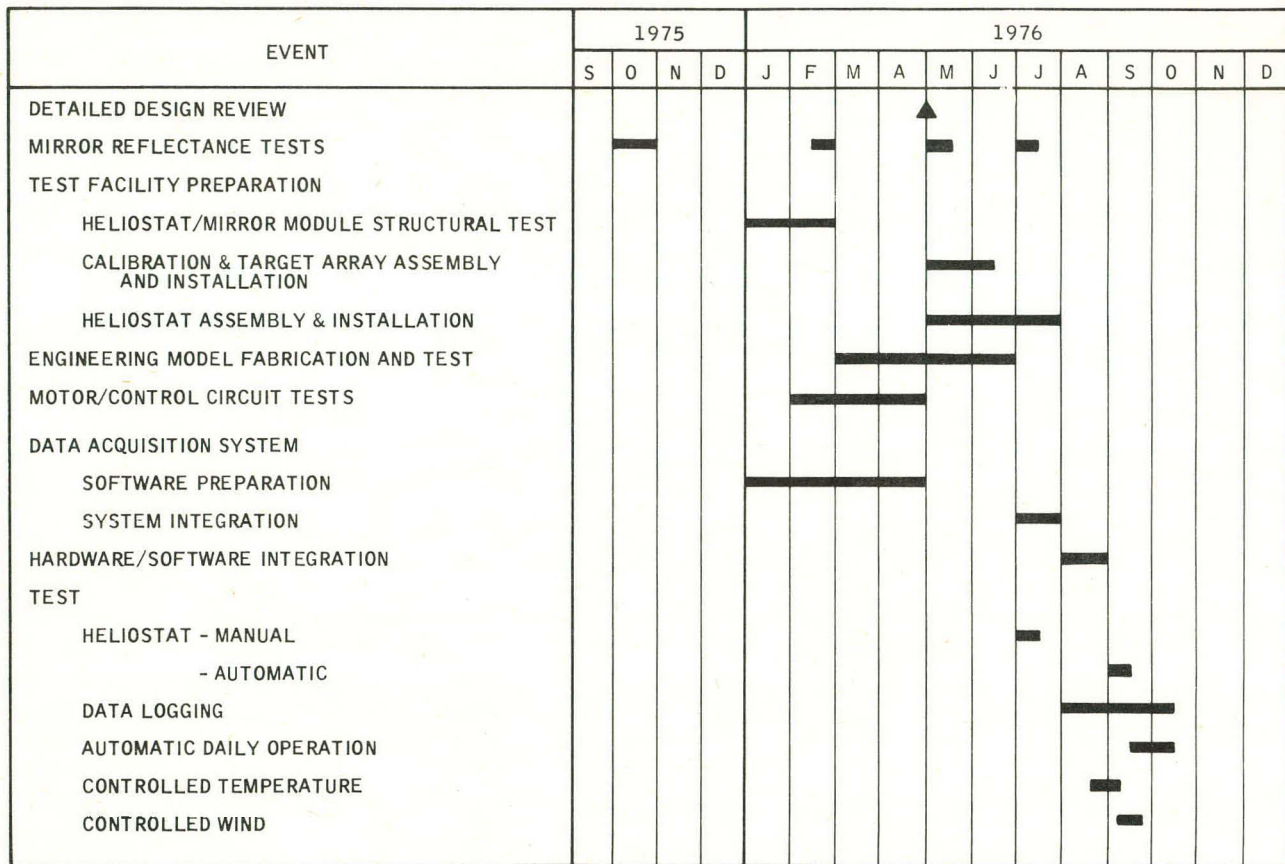 EVENT
1975
1976
S O N D J F M A M J J A S O N D
DETAILED DESIGN REVIEW
MIRROR REFLECTANCE TESTS
TEST FACILITY PREPARATION
HELIOSTAT/MIRROR MODULE STRUCTURAL TEST
CALIBRATION & TARGET ARRAY ASSEMBLY
AND INSTALLATION
HELIOSTAT ASSEMBLY & INSTALLATION
ENGINEERING MODEL FABRICATION AND TEST
MOTOR/CONTROL CIRCUIT TESTS
DATA ACQUISITION SYSTEM
SOFTWARE PREPARATION
SYSTEM INTEGRATION
HARDWARE/SOFTWARE INTEGRATION
TEST
HELIOSTAT - MANUAL
- AUTOMATIC
DATA LOGGING
AUTOMATIC DAILY OPERATION
CONTROLLED TEMPERATURE
CONTROLLED WIND